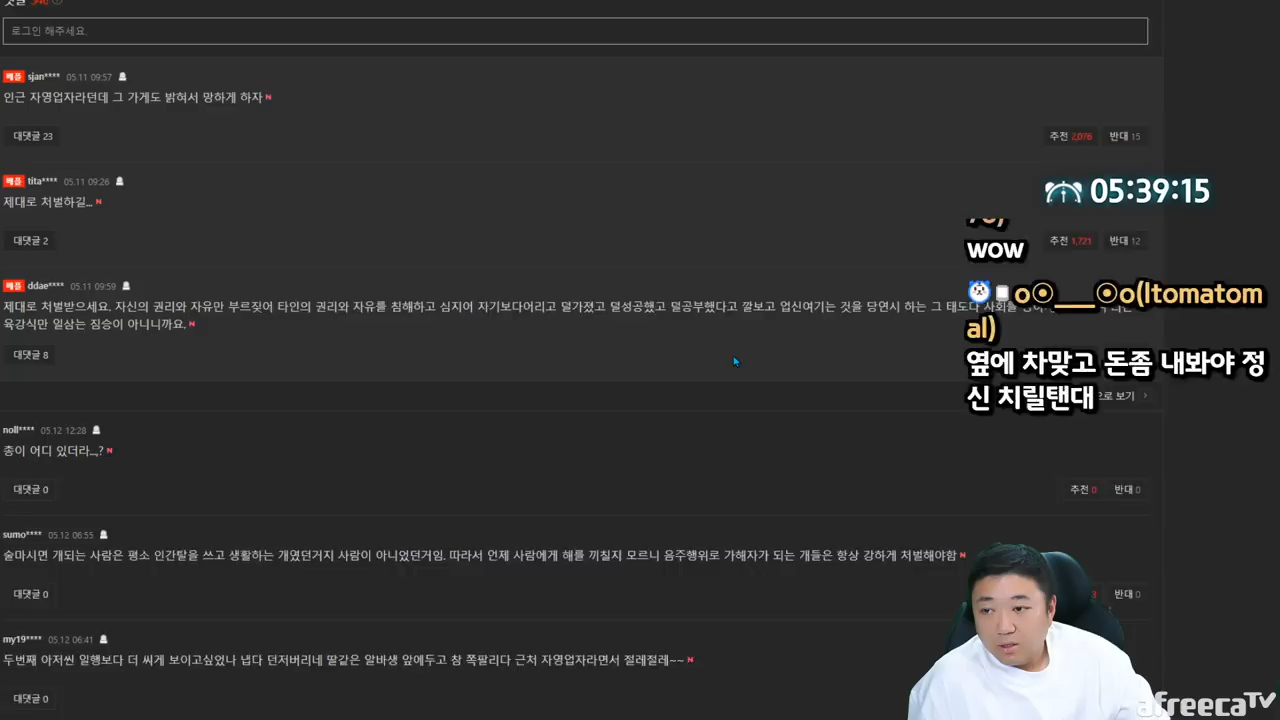 로그인 해주세요.
베플 sjan**** 05.11 09:57
인근 자영업자라던데 그 가게도 밝혀서 망하게 하자 N
대댓글 23
추천 2,076 반대 15
베플 tita**** 05.11 09:26
05:39:15
제대로 처벌하길... N
대댓글 2
추천 1,721 반대 12
wow
베플 ddae**** 05.11 09:59
o⊙___⊙o(ltomatom
al)
제대로 처벌받으세요. 자신의 권리와 자유만 부르짖어 타인의 권리와 자유를 침해하고 심지어 자기보다어리고 덜가졌고 덜성공했고 덜공부했다고 깔보고 업신여기는 것을 당연시 하는 그 태도다
육강식만 일삼는 짐승이 아니니까요. N
대댓글 8
옆에 차맞고 돈좀 내봐야 정
신 치릴탠대
으로 보기
noll**** 05.12 12:28
총이 어디 있더라...,? N
대댓글 0
추천 0 반대 0
sumo**** 05.12 06:55
술마시면 개되는 사람은 평소 인간탈을 쓰고 생활하는 개였던거지 사람이 아니었던거임. 따라서 언제 사람에게 해를 끼칠지 모르니 음주행위로 가해자가 되는 개들은 항상 강하게 처벌해야함 N
대댓글 0
3 반대 0
my19**** 05.12 06:41
두번째 아저씬 일행보다 더 씨게 보이고싶었나 냅다 던저버리네 딸같은 알바생 앞에두고 참 쪽팔리다 근처 자영업자라면서 절레절레~~ N
대댓글 0
afreecaTV